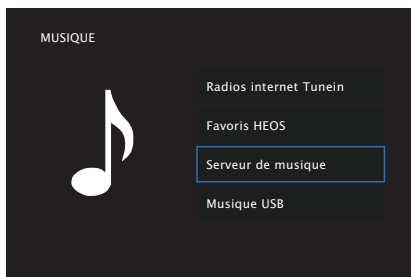 MUSIQUE
Radios internet Tunein
Favoris HEOS
Serveur de musique
Musique USB